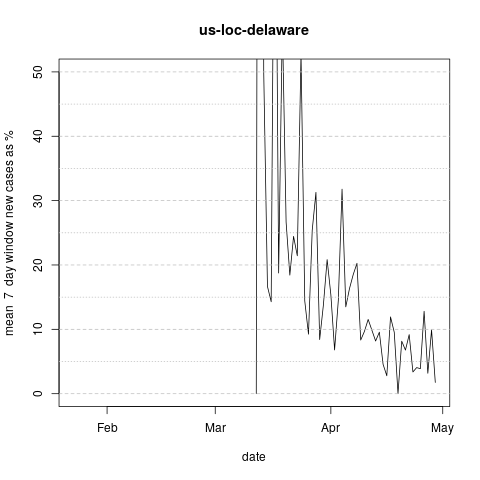 us-loc-delaware
mean  7  day window new cases as %
50
40
30
20
10
0
Feb
Mar
Apr
May
date